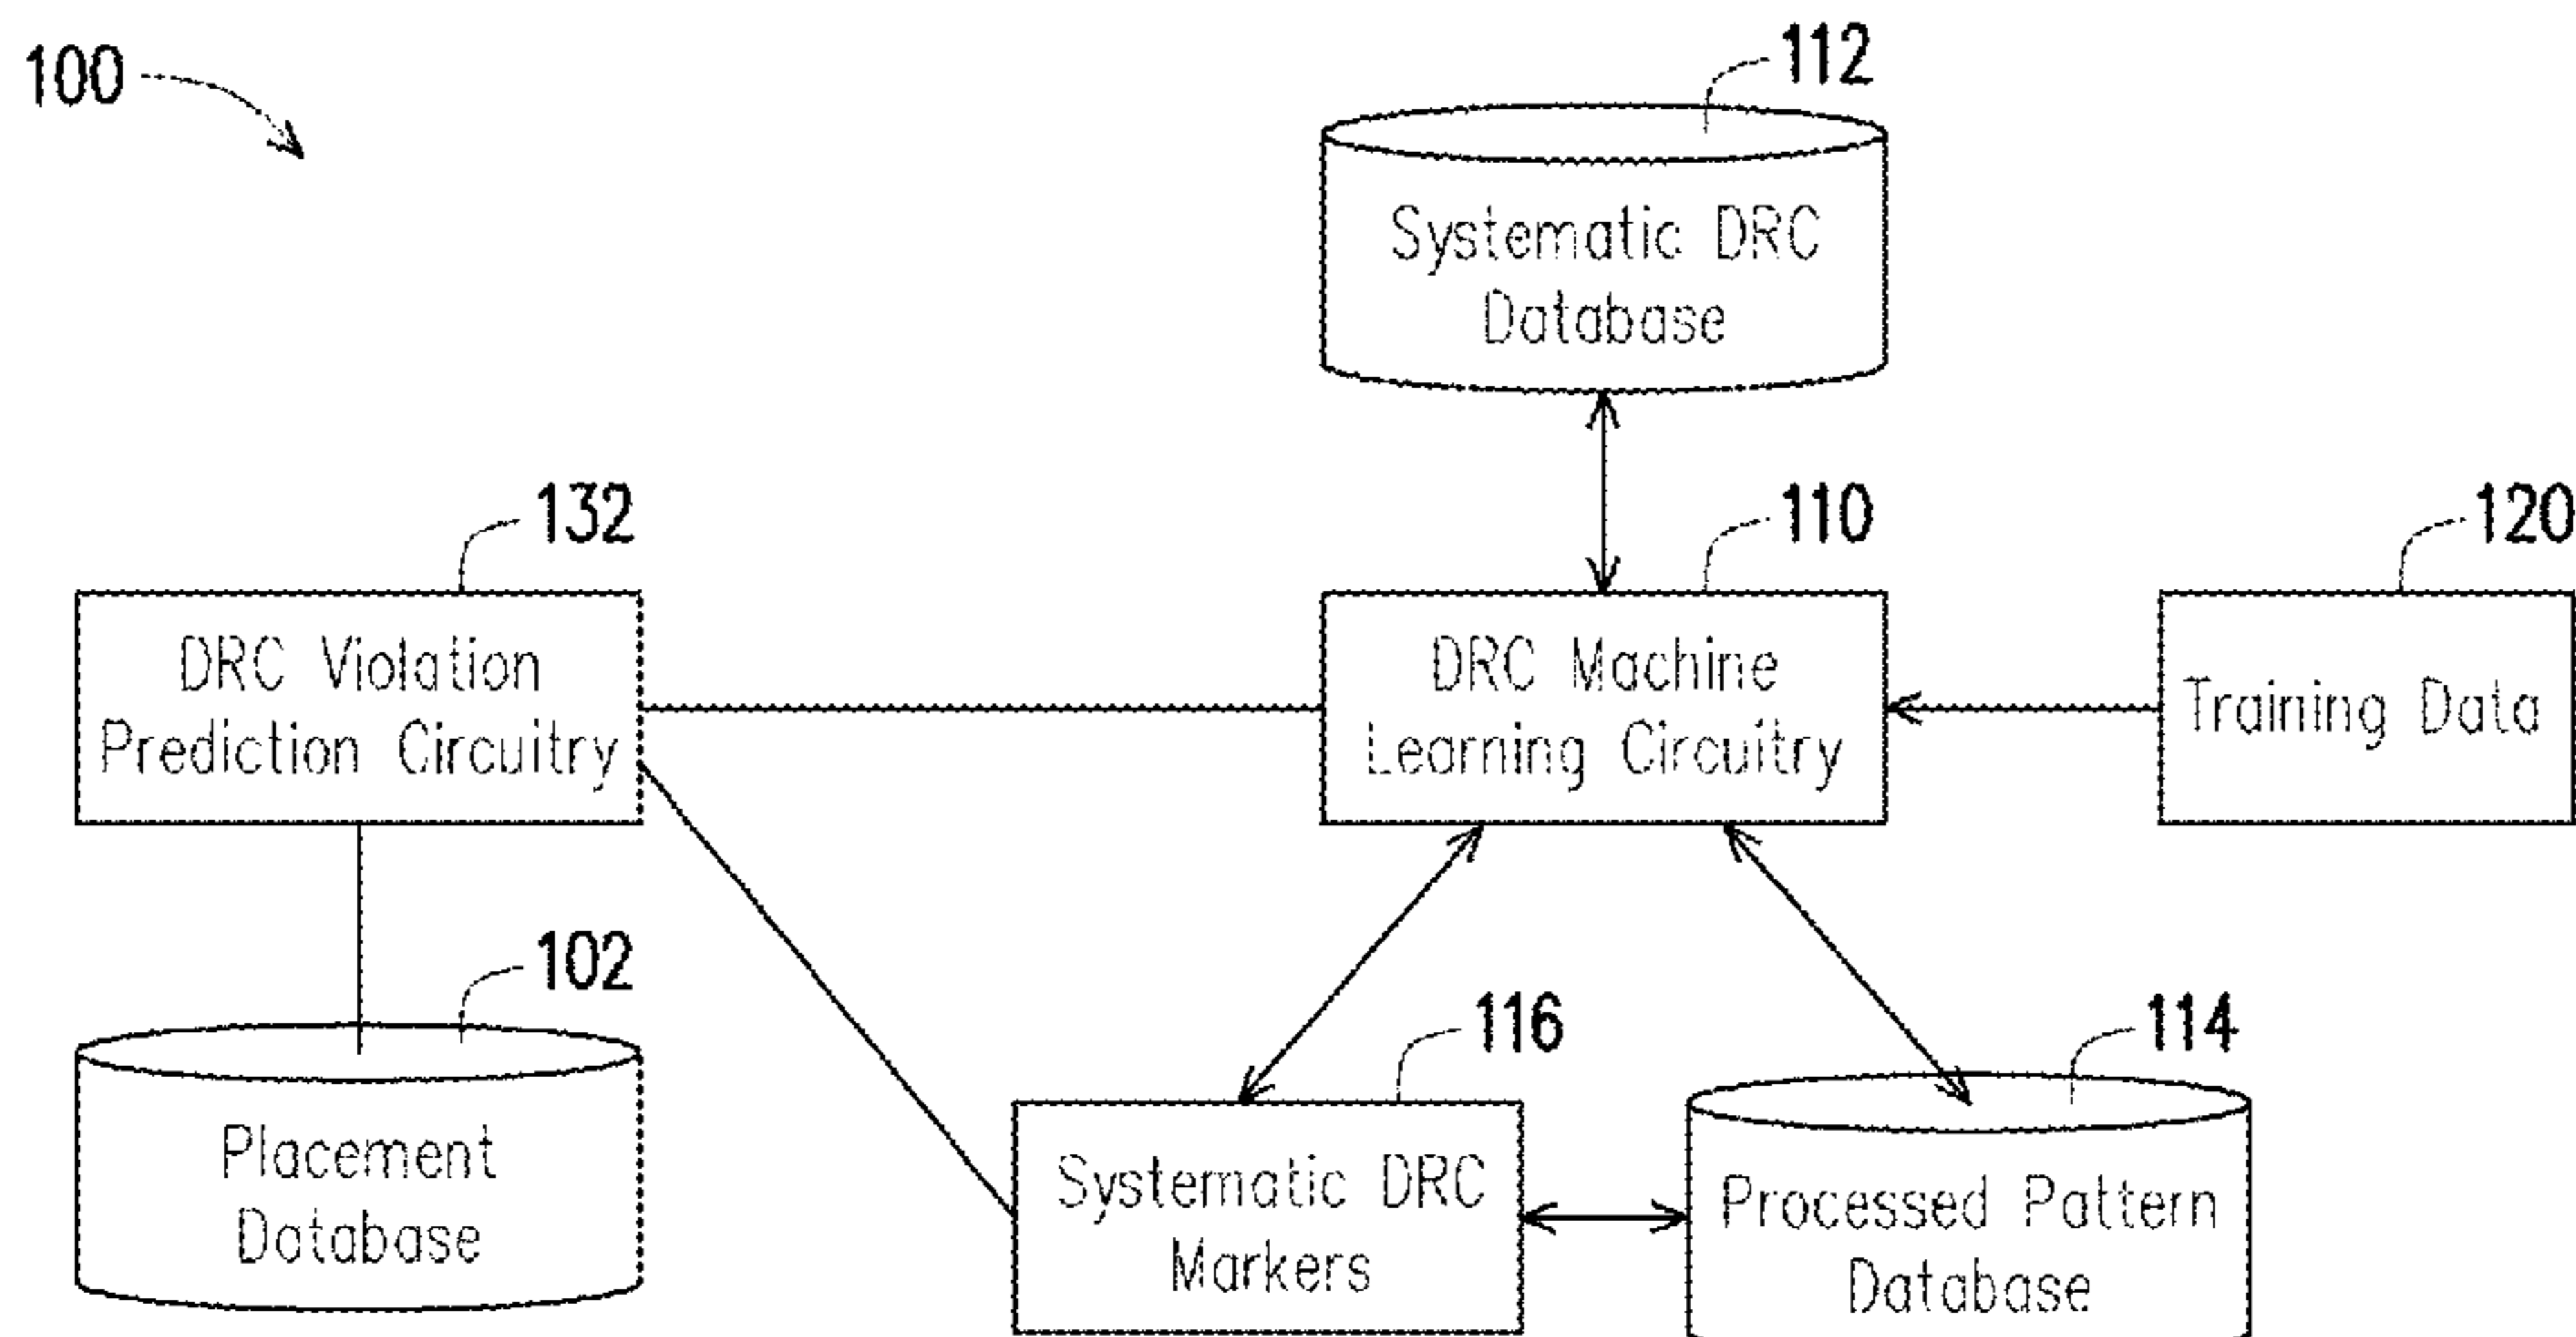 100
112
Systematic DRC
Database
132
110
120
DRC Violation
Prediction Circuitry
DRC Machine
Learning Circuitry
Training Data
102
116
114
Placement
Database
Systematic DRC
Markers
Processed Pattern
Database